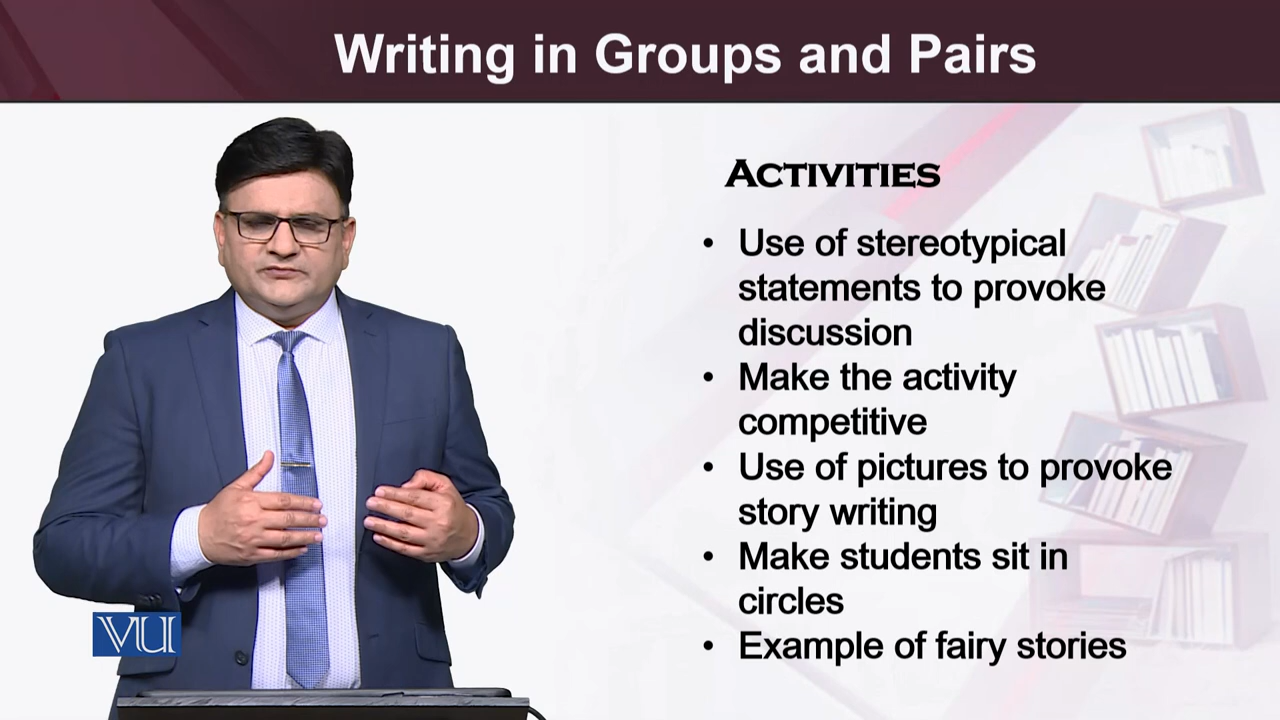 Writing in Groups and Pairs
ACTIVITIES
• Use of stereotypical
statements to provoke
discussion
• Make the activity
competitive
• Use of pictures to provoke
story writing
• Make students sit in
circles
• Example of fairy stories
VU